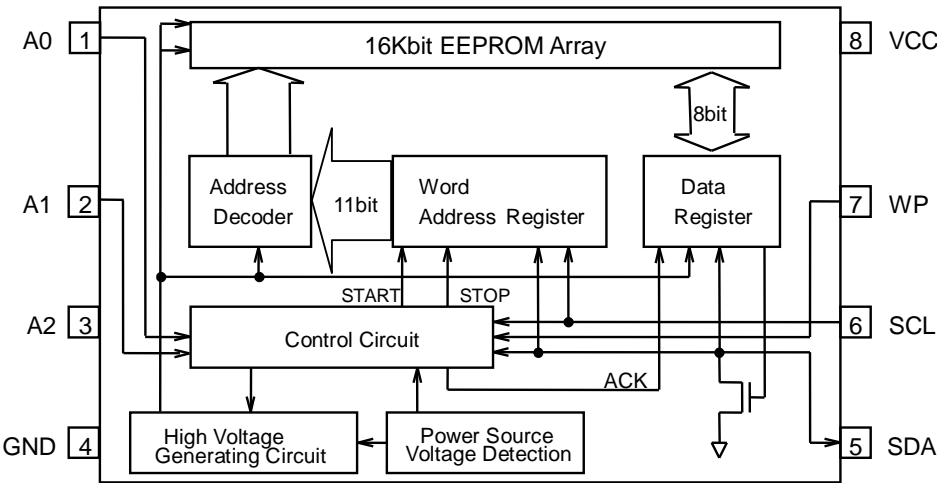 A0 1
16Kbit EEPROM Array
8 VCC
8bit
Address
Decoder
11bit
Word
Address Register
Data
Register
A1 2
7 WP
START
STOP
A2 3
Control Circuit
6 SCL
ACK
GND 4
High Voltage
Generating Circuit
Power Source
Voltage Detection
5 SDA